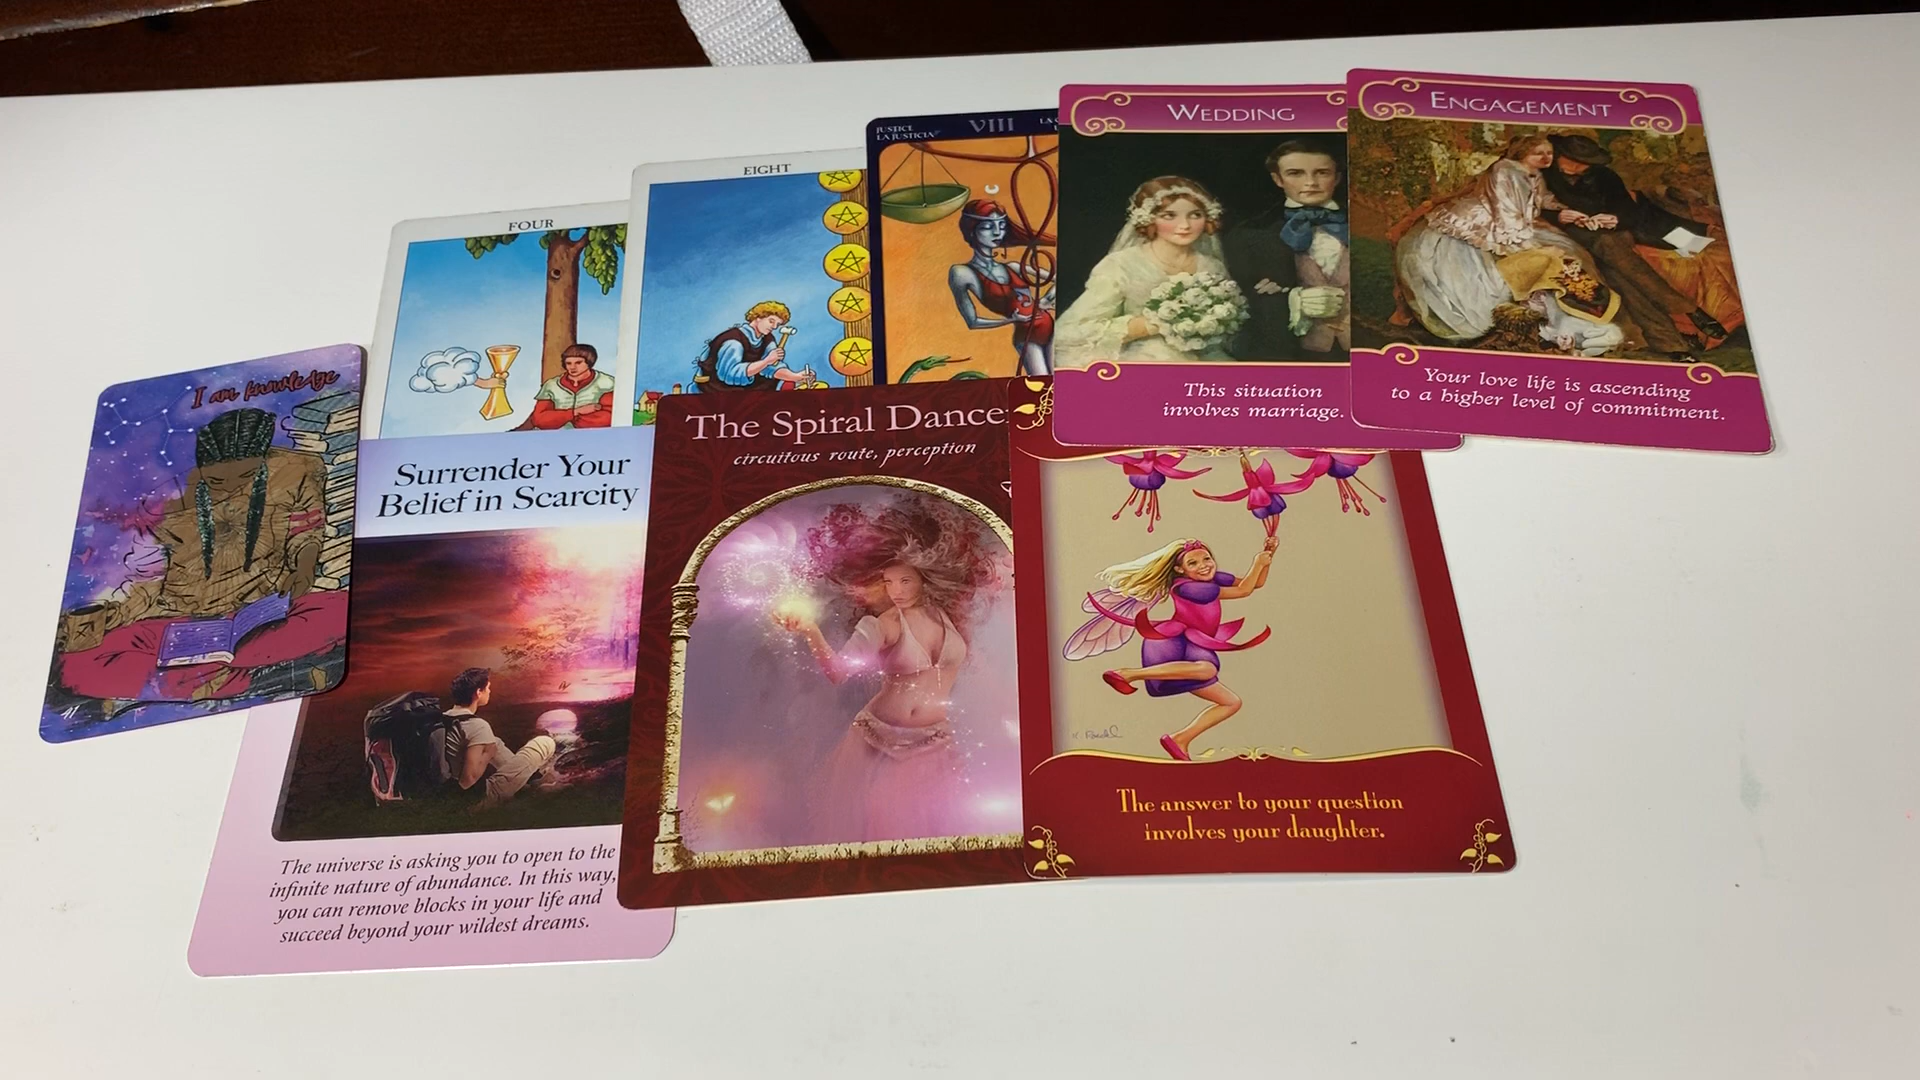 I am knowledge
FOUR
EIGHT
JUSTICE
LA JUSTICIA
VIII
WEDDING
This situation
involves marriage.
ENGAGEMENT
Your love life is ascending
to a higher level of commitment.
Surrender Your
Belief in Scarcity
The universe is asking you to open to the
infinite nature of abundance. In this way,
you can remove blocks in your life and
succeed beyond your wildest dreams.
The Spiral Dance
circuitous route, perception
The answer to your question
involves your daughter.